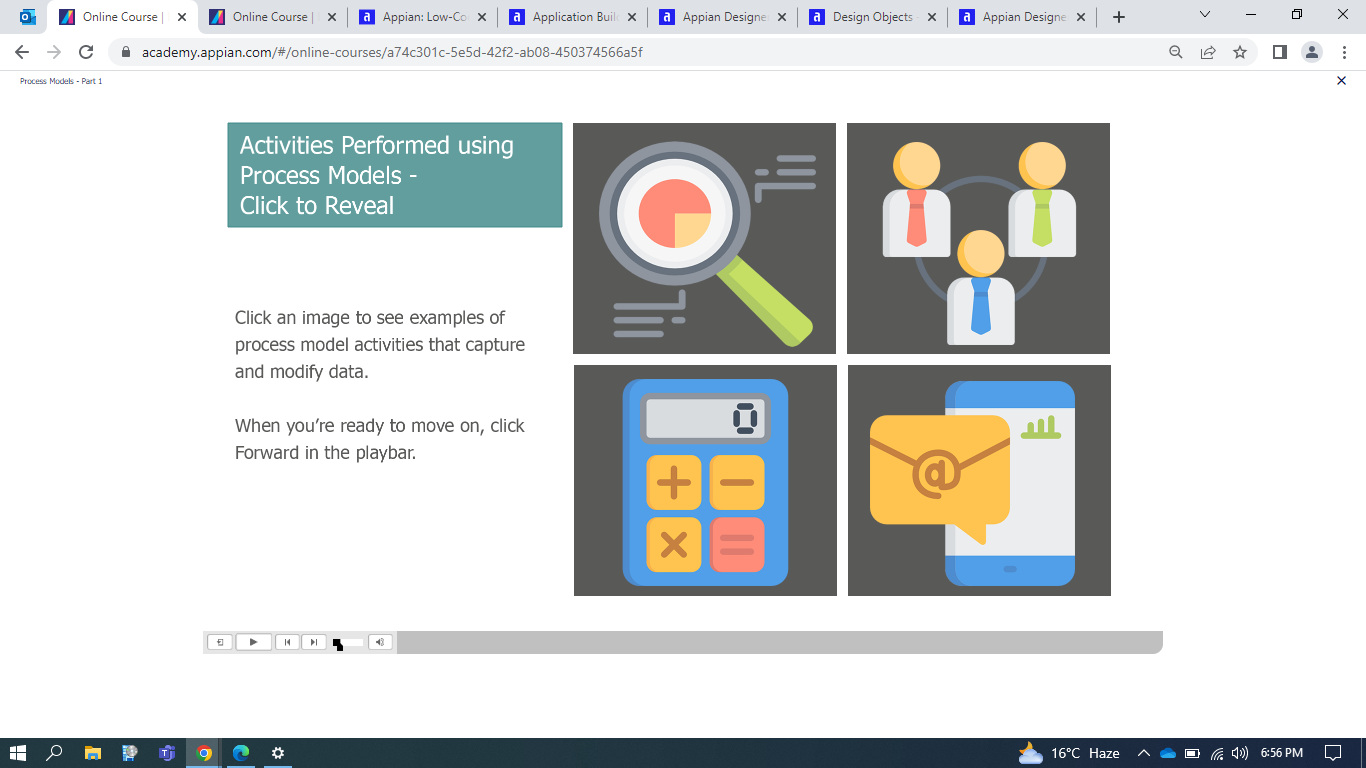 Online Course |
Online Course |
Appian: Low-Co
Application Buil
Appian Designe
Design Objects -
Appian Designe
academy.appian.com/#/online-courses/a74c301c-5e5d-42f2-ab08-450374566a5f
Process Models - Part 1
Activities Performed using
Process Models -
Click to Reveal
Click an image to see examples of
process model activities that capture
and modify data.
When you're ready to move on, click
Forward in the playbar.
0
@
16°C Haze
6:56 PM